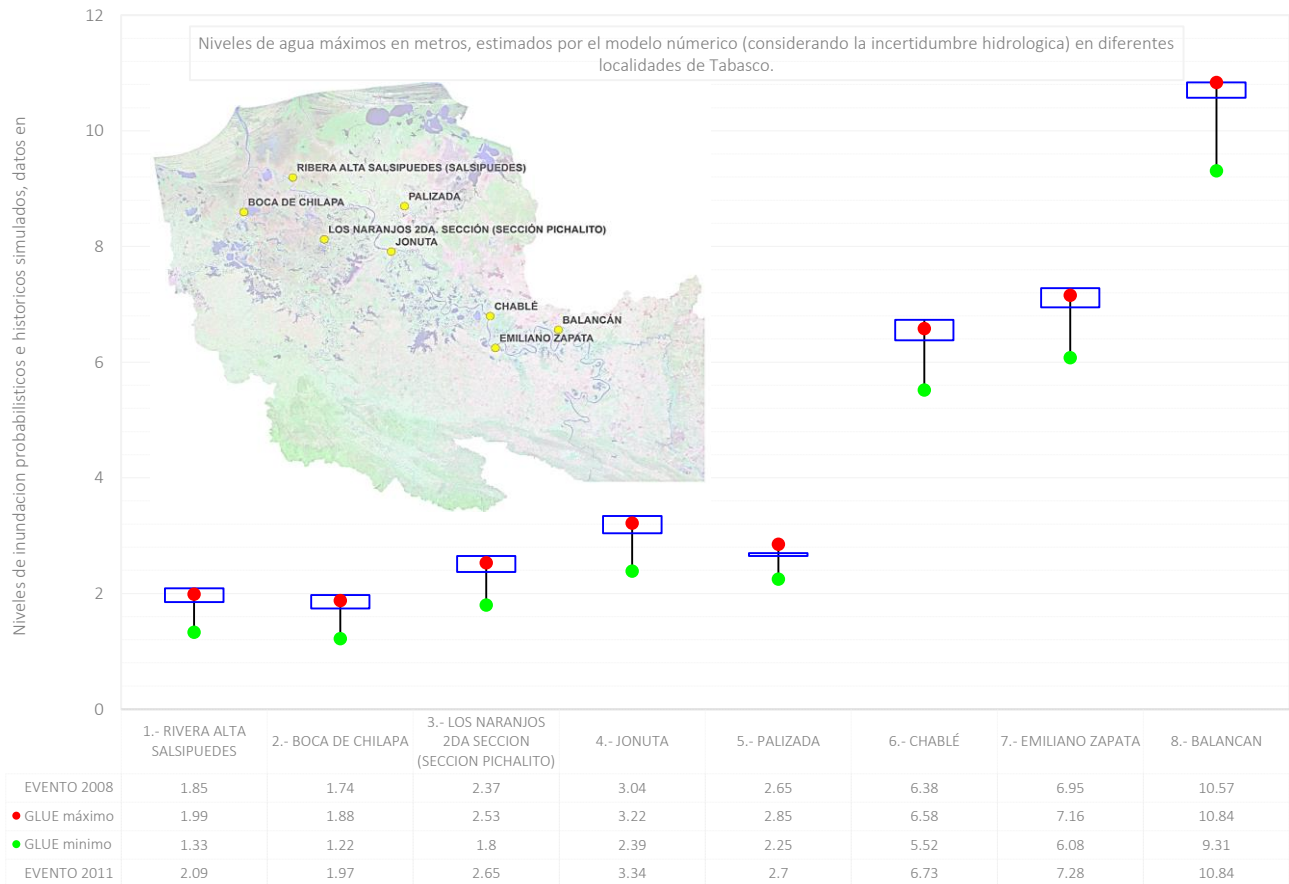 12
Niveles de agua máximos en metros, estimados por el modelo númerico (considerando la incertidumbre hidrologica) en diferentes
localidades de Tabasco.
10
8
6
4
2
0
Niveles de inundacion probabilisticos e historicos simulados, datos en
RIBERA ALTA SALSIPUEDES (SALSIPUEDES)
PALIZADA
BOCA DE CHILAPA
LOS NARANJOS 2DA. SECCIÓN (SECCIÓN PICHALITO)
JONUTA
CHABLÉ
BALANCÁN
EMILIANO ZAPATA
1.- RIVERA ALTA
SALSIPUEDES
2.- BOCA DE CHILAPA
3.- LOS NARANJOS
2DA SECCION
(SECCION PICHALITO)
4.- JONUTA
5.- PALIZADA
6.- CHABLÉ
7.- EMILIANO ZAPATA
8.- BALANCAN
EVENTO 2008 1.85 1.74 2.37 3.04 2.65 6.38 6.95 10.57
GLUE máximo 1.99 1.88 2.53 3.22 2.85 6.58 7.16 10.84
GLUE minimo 1.33 1.22 1.8 2.39 2.25 5.52 6.08 9.31
EVENTO 2011 2.09 1.97 2.65 3.34 2.7 6.73 7.28 10.84